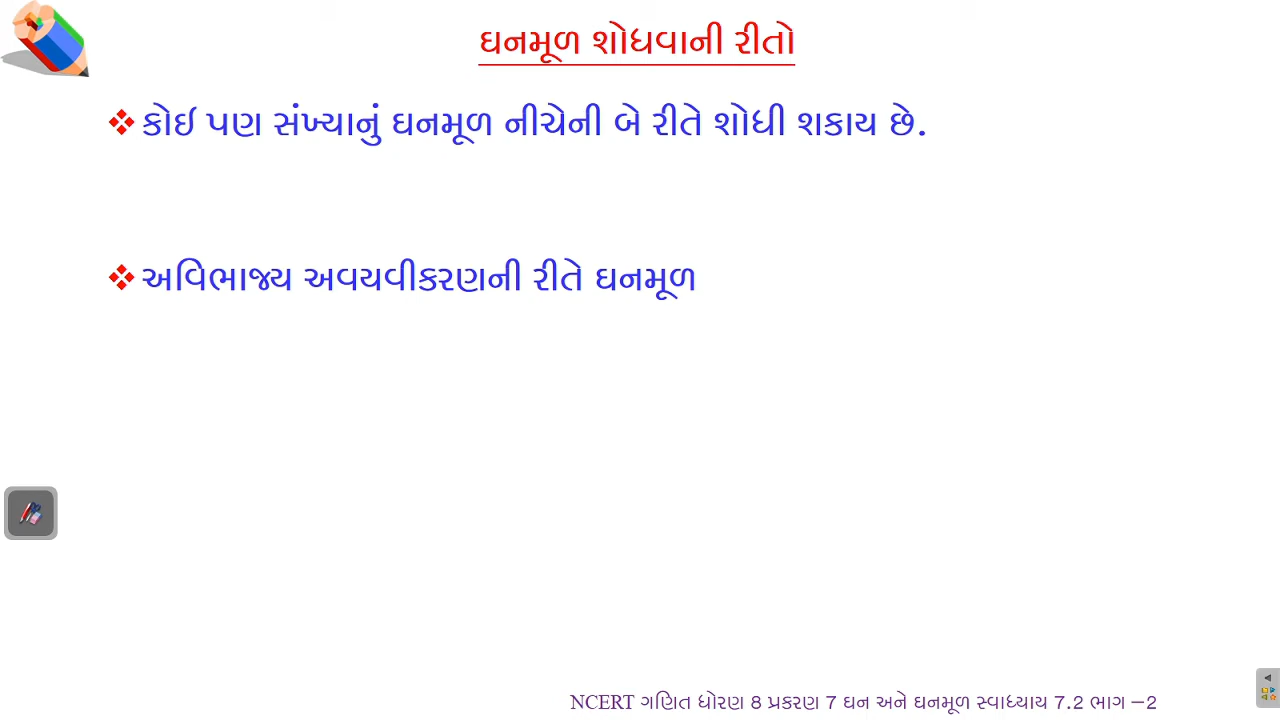 ઘનમૂળ શોધવાની રીતો
કોઈ પણ સંખ્યાનું ઘનમૂળ નીચેની બે રીતે શોધી શકાય છે.
અવિભાજ્ય અવયવીકરણની રીતે ઘનમૂળ
NCERT ગણિત ધોરણ 8 પ્રકરણ 7 ઘન અને ઘનમૂળ સ્વાધ્યાય 7.2 ભાગ –2